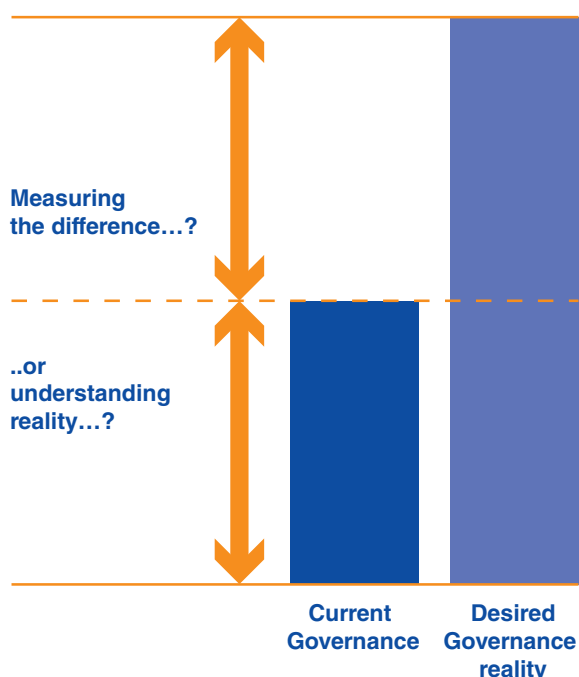 Measuring
the difference…?
..or
understanding
reality…?
Current
Governance
Desired
Governance
reality